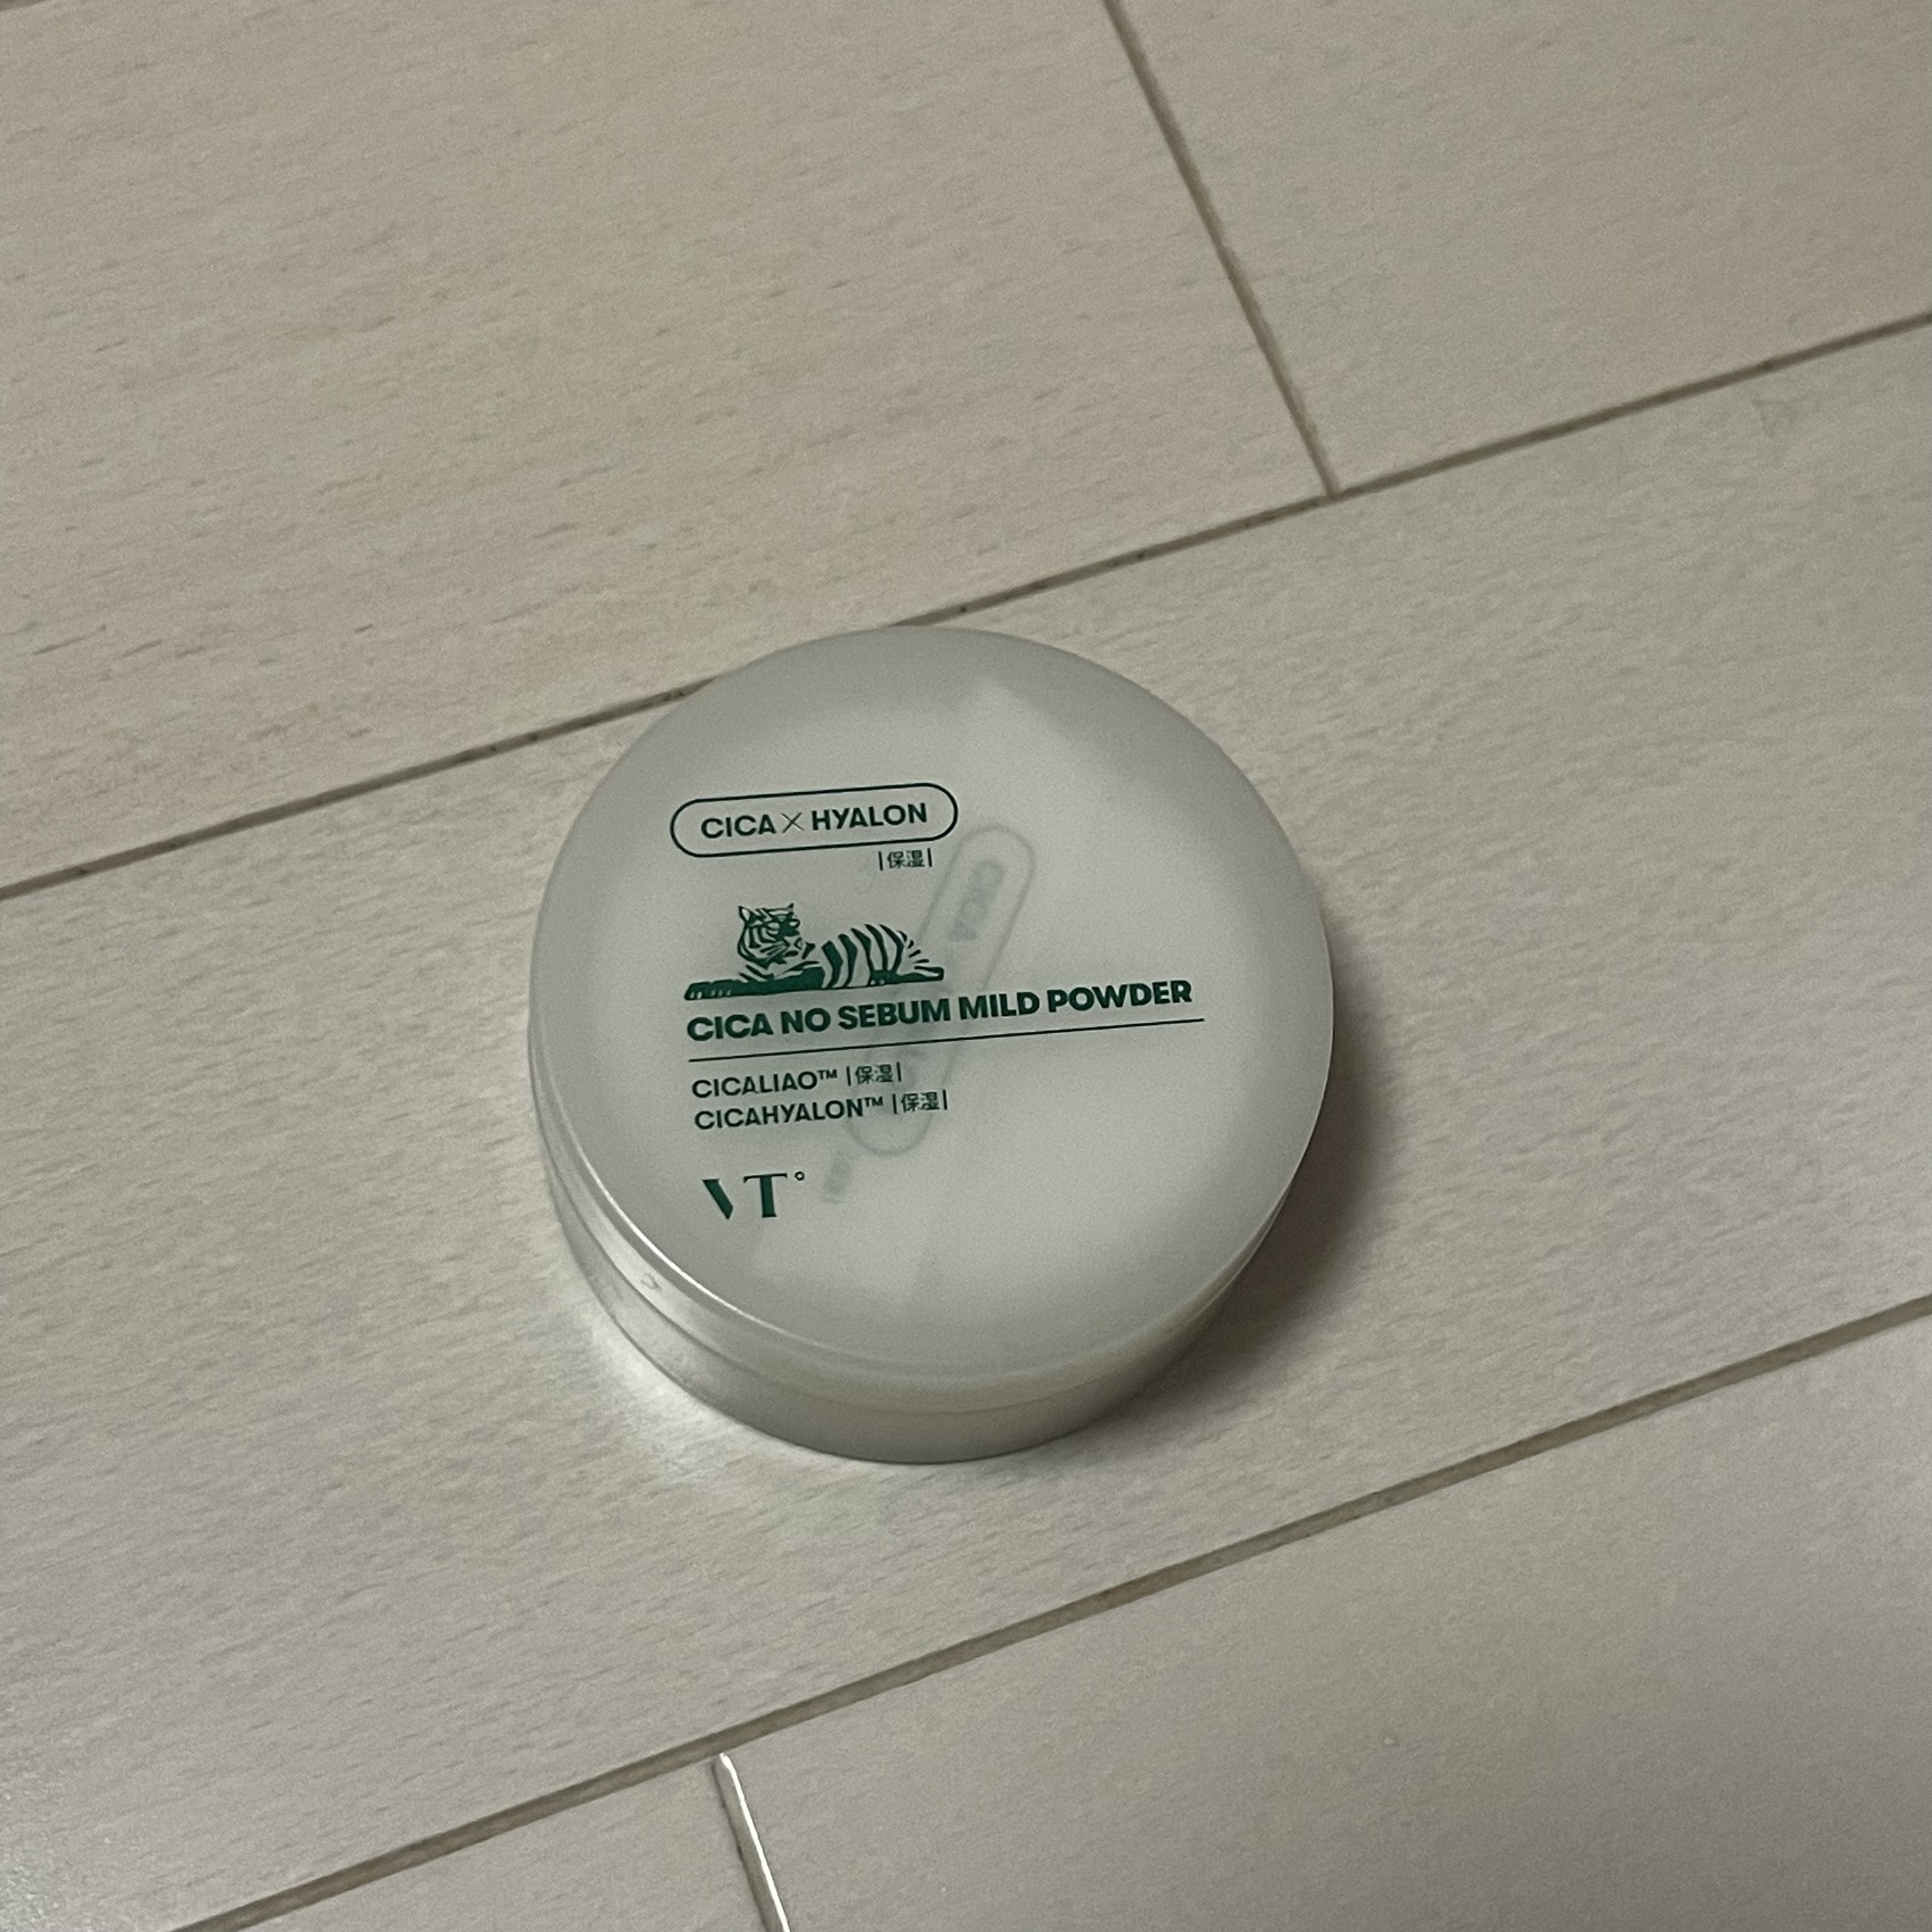 CICA×HYALON
|保湿|
CICA NO SEBUM MILD POWDER
CICALIAO™ |保湿|
CICAHYALON™ |保湿|
VT°
CICA